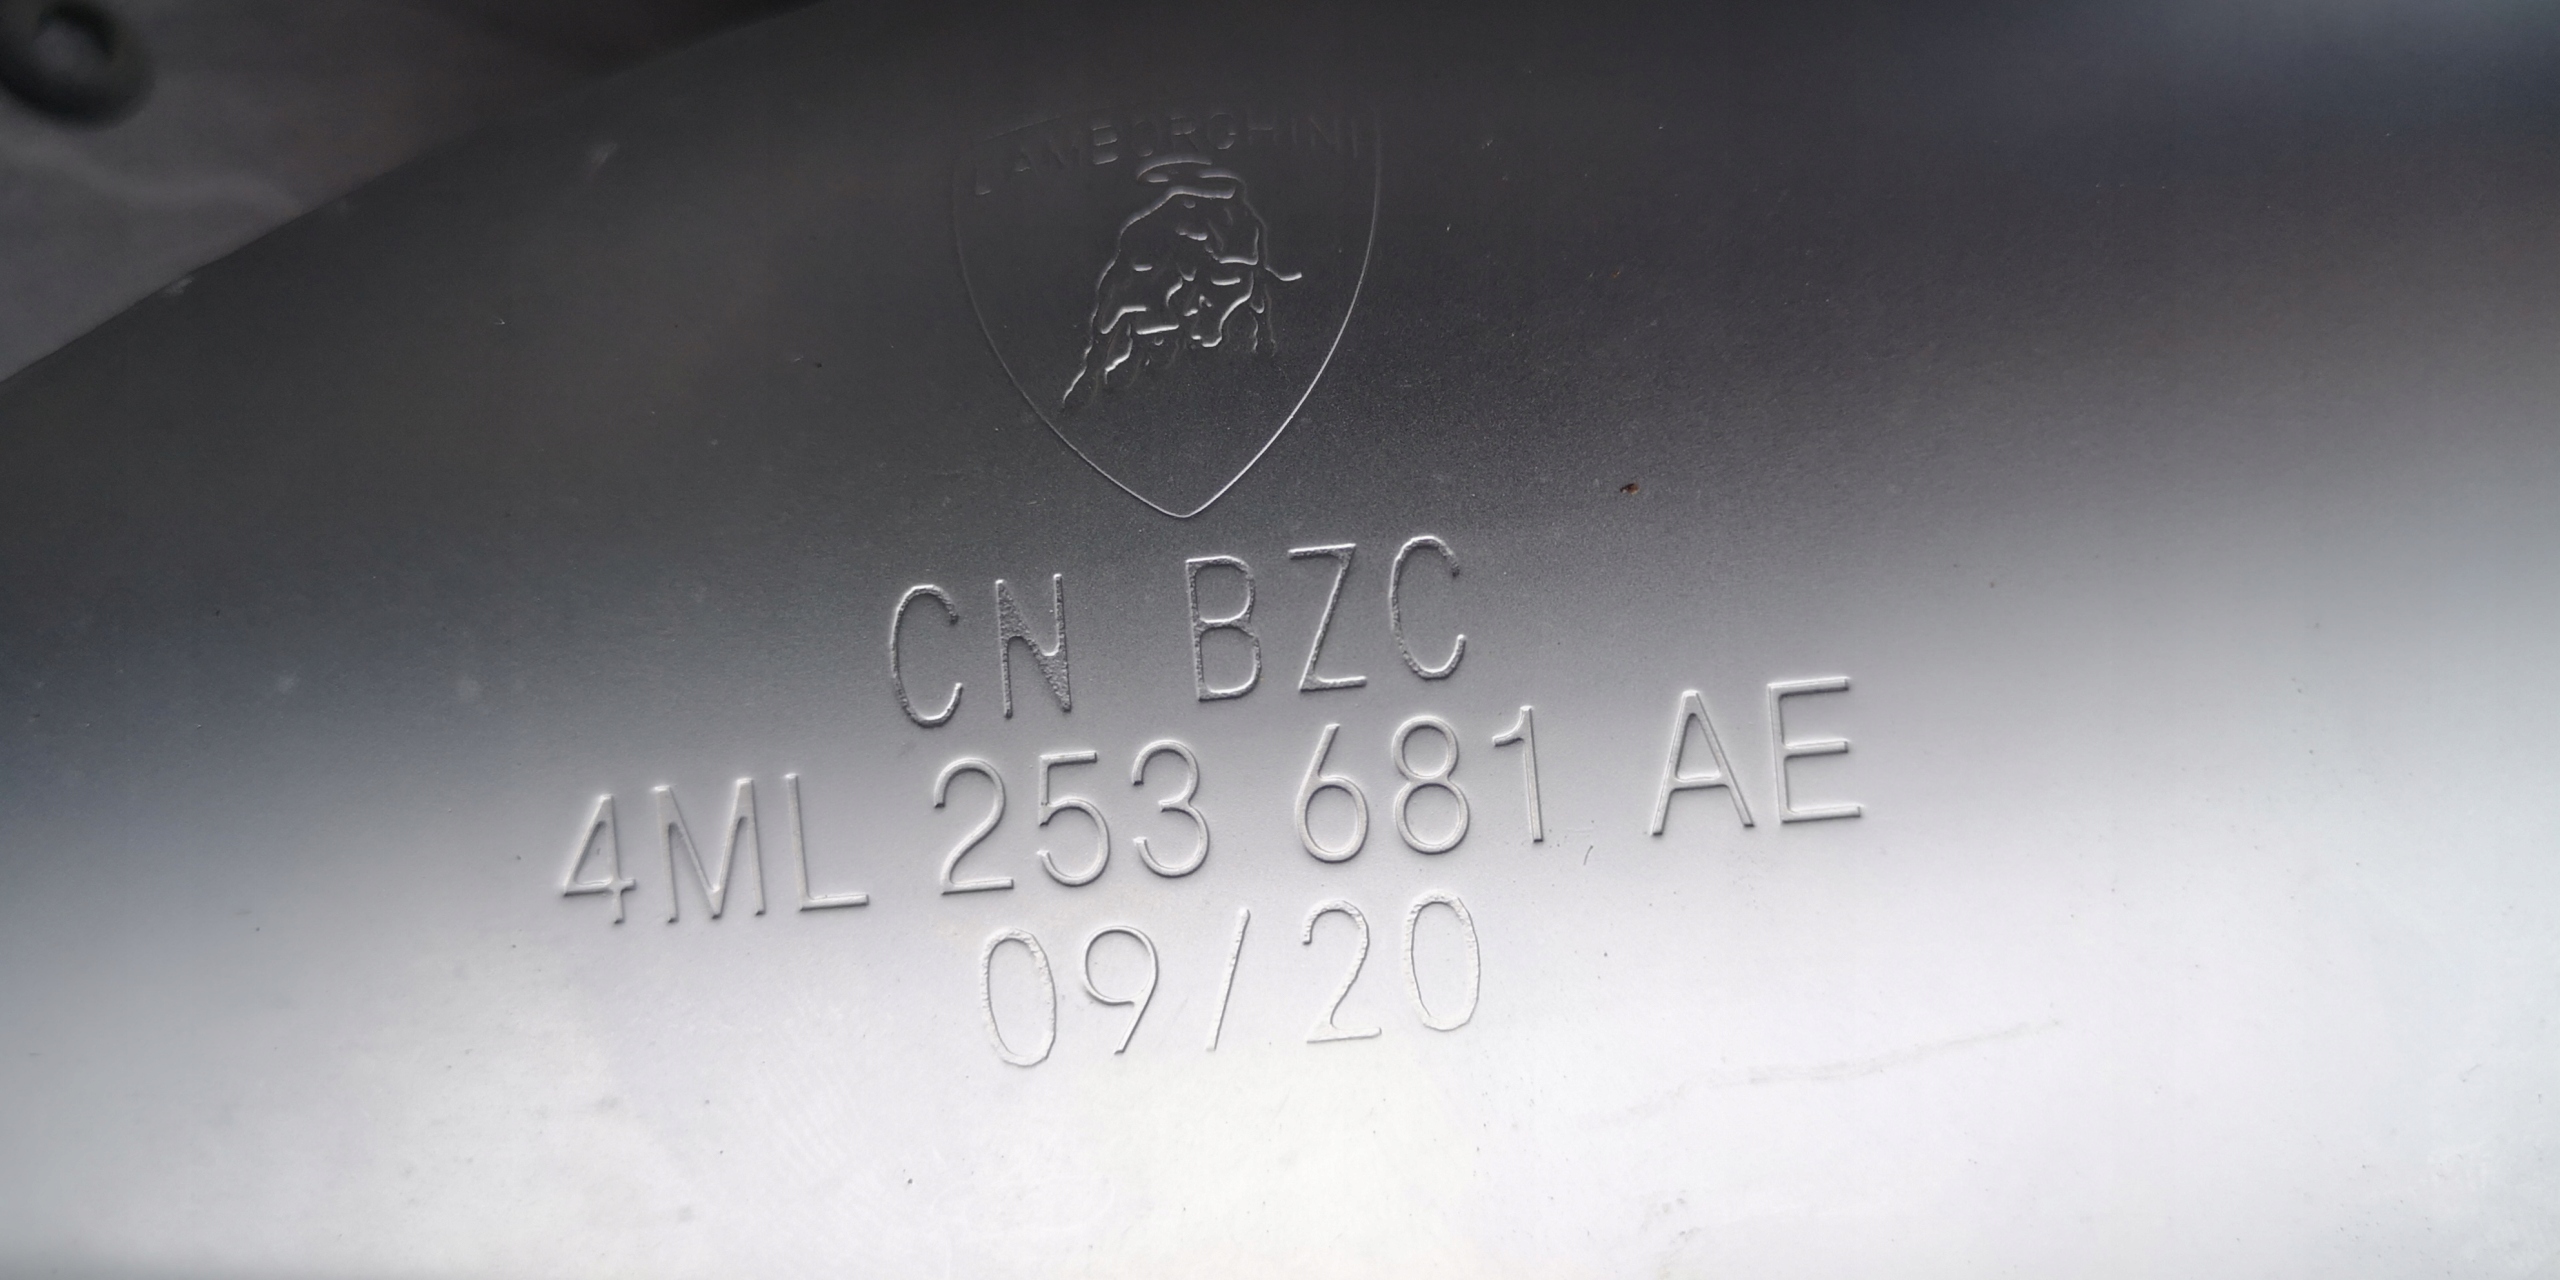 LAMBORGHINI
CN BZC
4ML 253 681 AE
09/20